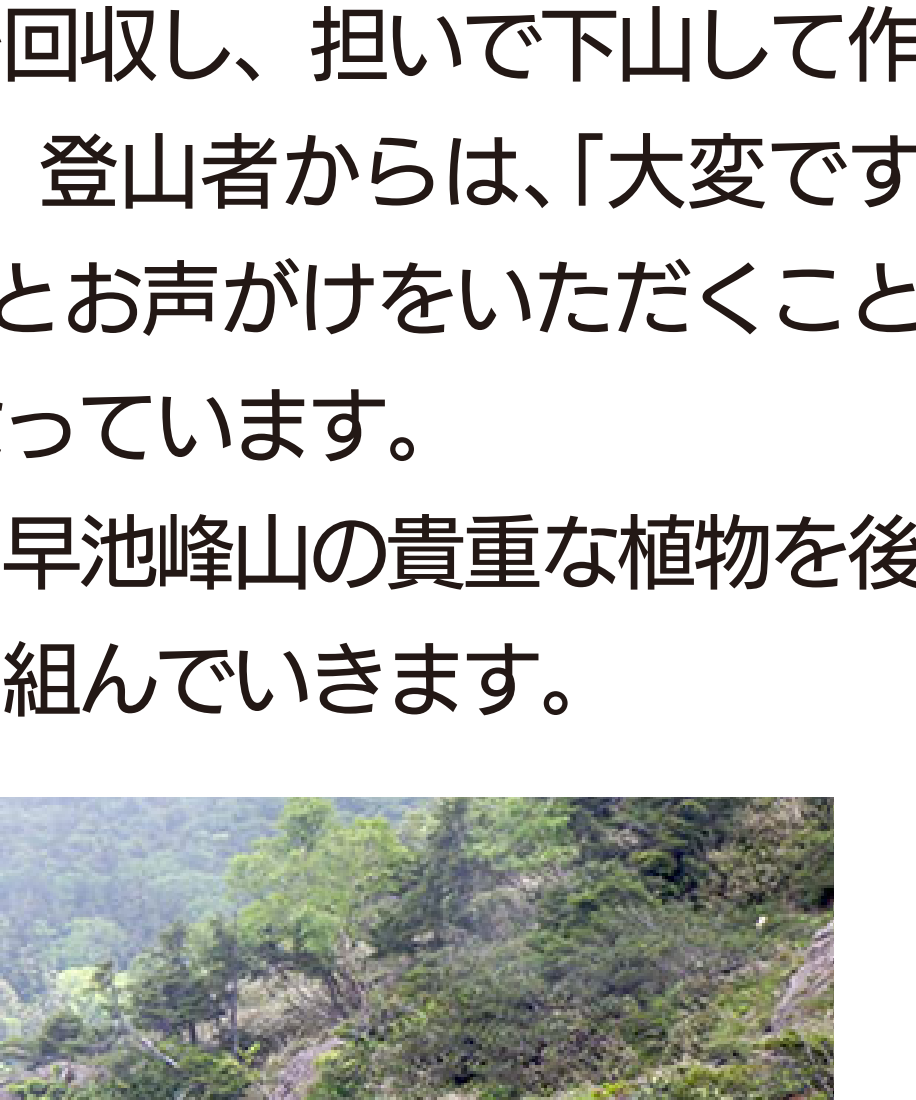 回収し、担いで下山して作
登山者からは、「大変です
とお声がけをいただくこと
っています。
早池峰山の貴重な植物を後
組んでいきます。